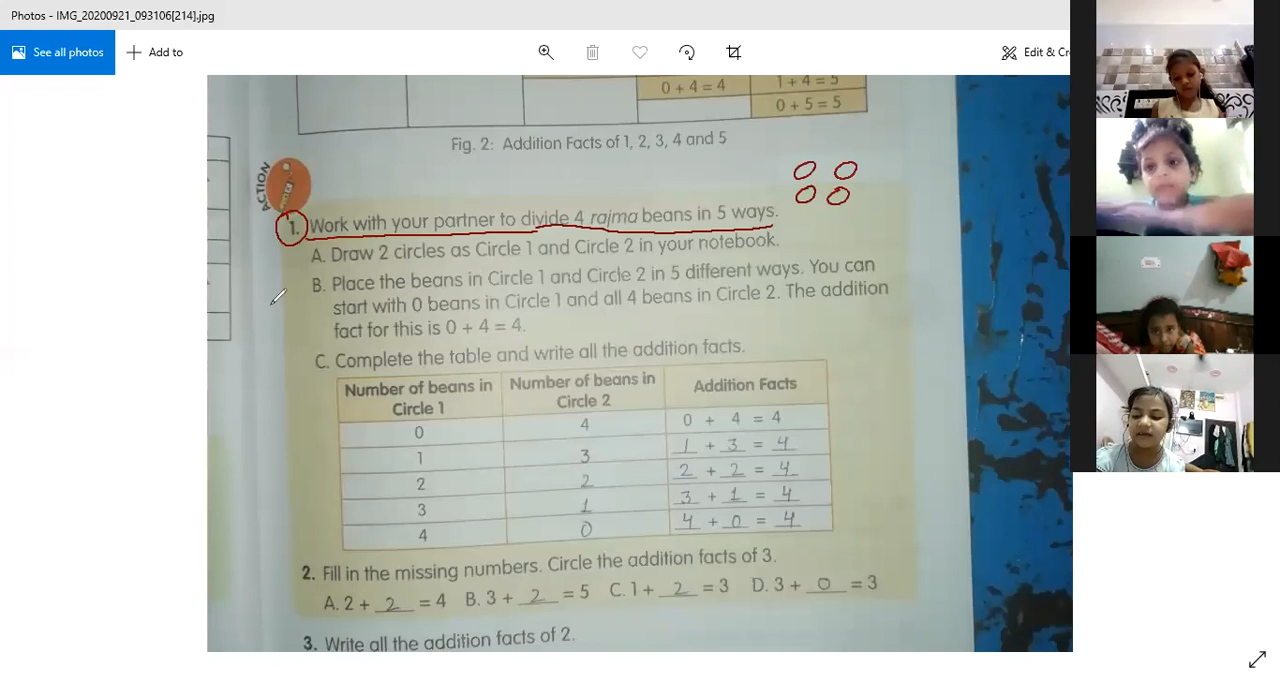 Photos - IMG_20200921_093106[214].jpg
See all photos
Add to
Edit & Cr
0 + 4 = 4
1 + 4 = 5
0 + 5 = 5
Fig. 2: Addition Facts of 1, 2, 3, 4 and 5
ACTION
1. Work with your partner to divide 4 rajma beans in 5 ways.
A. Draw 2 circles as Circle 1 and Circle 2 in your notebook.
B. Place the beans in Circle 1 and Circle 2 in 5 different ways. You can
start with 0 beans in Circle 1 and all 4 beans in Circle 2. The addition
fact for this is 0 + 4 = 4.
C. Complete the table and write all the addition facts.
Number of beans in Circle 1 Number of beans in Circle 2 Addition Facts
0 4 0 + 4 = 4
1 3 1 + 3 = 4
2 2 2 + 2 = 4
3 1 3 + 1 = 4
4 0 4 + 0 = 4
2. Fill in the missing numbers. Circle the addition facts of 3.
A. 2 + 2 = 4 B. 3 + 2 = 5 C. 1 + 2 = 3 D. 3 + 0 = 3
3. Write all the addition facts of 2.